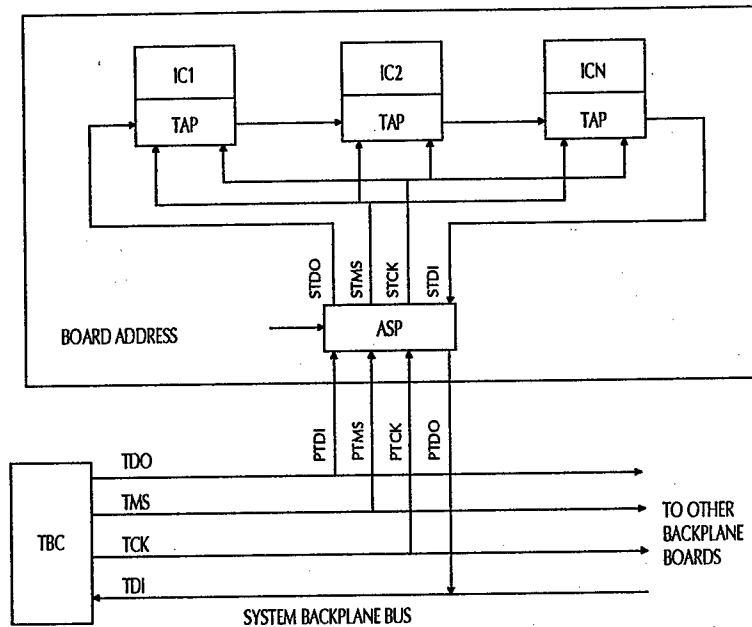 IC1
IC2
ICN
TAP
TAP
TAP
STDO
STMS
STCK
STDI
BOARD ADDRESS
ASP
PTDI
PTMS
PTCK
PTDO
TDO
TMS
TBC
TCK
TDI
TO OTHER
BACKPLANE
BOARDS
SYSTEM BACKPLANE BUS